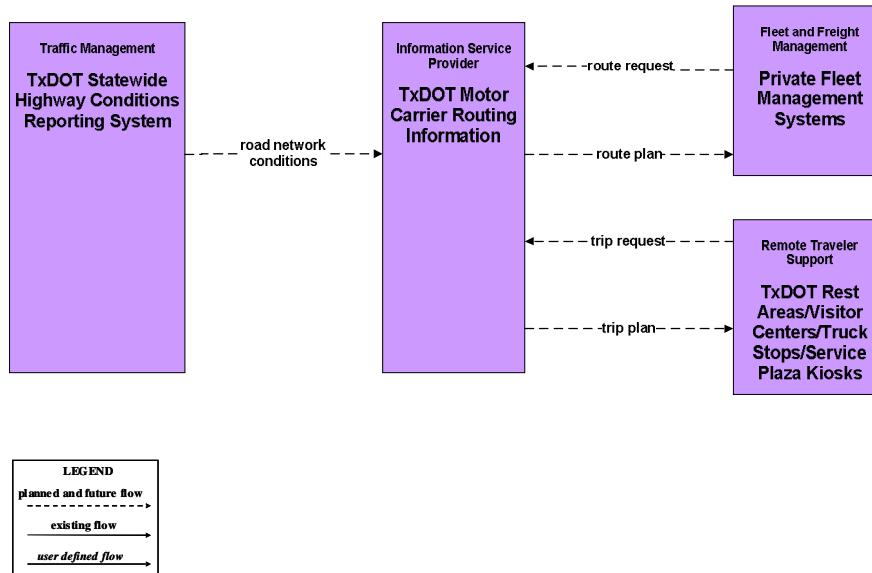 Traffic Management
TxDOT Statewide
Highway Conditions
Reporting System
road network
conditions
Information Service
Provider
TxDOT Motor
Carrier Routing
Information
route request
route plan
trip request
trip plan
Fleet and Freight
Management
Private Fleet
Management
Systems
Remote Traveler
Support
TxDOT Rest
Areas/Visitor
Centers/Truck
Stops/Service
Plaza Kiosks
LEGEND
planned and future flow
existing flow
user defined flow